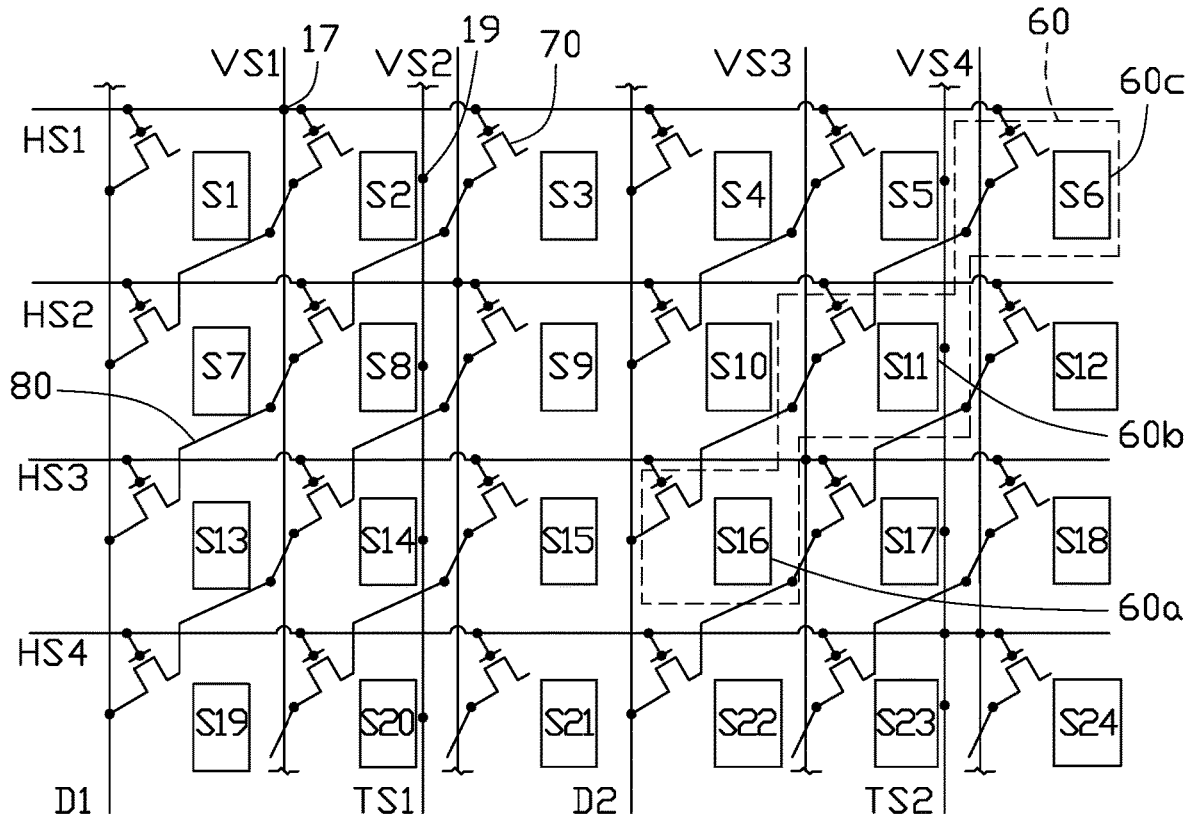 17
19
70
60
VS1
VS2
VS3
VS4
60c
HS1
S1
S2
S3
S4
S5
S6
HS2
S7
S8
S9
S10
S11
S12
80
60b
HS3
S13
S14
S15
S16
S17
S18
60a
HS4
S19
S20
S21
S22
S23
S24
D1
TS1
D2
TS2